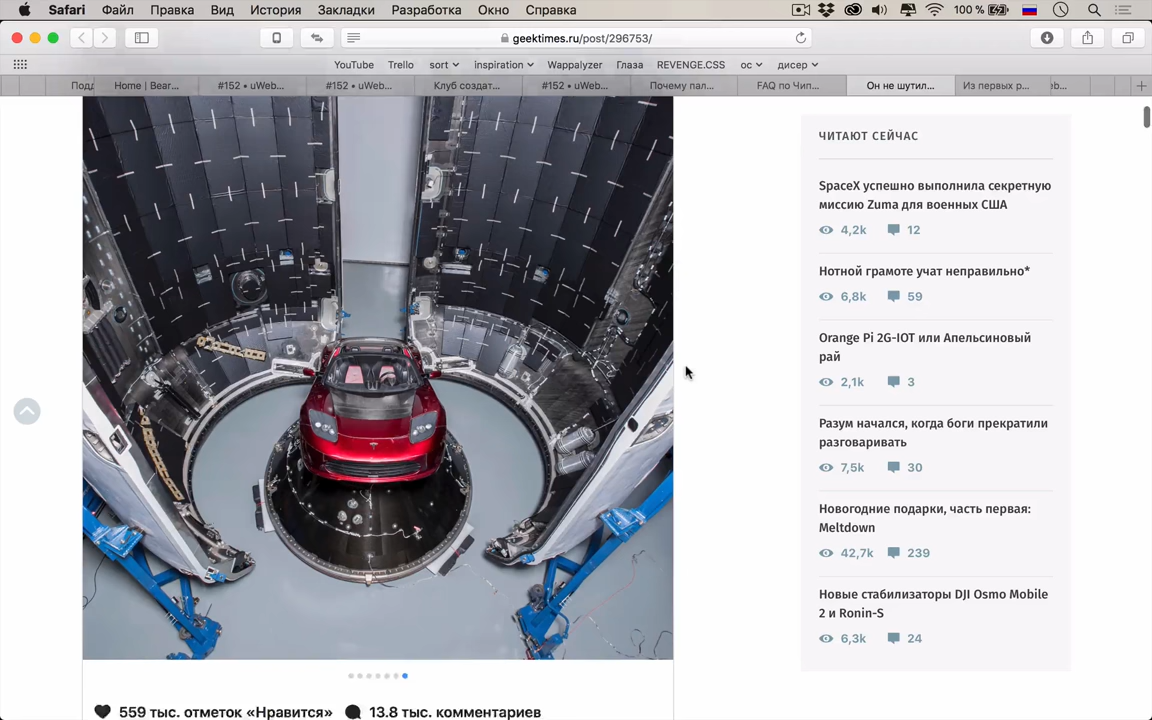 Safari Файл Правка Вид История Закладки Разработка Окно Справка 100 %
geektimes.ru/post/296753/
YouTube Trello sort inspiration Wappalyzer Глаза REVENGE.CSS ос дисер
Подд Home | Bear... #152 • uWeb... #152 • uWeb... Клуб создат... #152 • uWeb... Почему пал... FAQ по Чип... Он не шутил... Из первых р... eb...
ЧИТАЮТ СЕЙЧАС
SpaceX успешно выполнила секретную
миссию Zuma для военных США
4,2k 12
Нотной грамоте учат неправильно*
6,8k 59
Orange Pi 2G-IOT или Апельсиновый
рай
2,1k 3
Разум начался, когда боги прекратили
разговаривать
7,5k 30
Новогодние подарки, часть первая:
Meltdown
42,7k 239
Новые стабилизаторы DJI Osmo Mobile
2 и Ronin-S
6,3k 24
559 тыс. отметок «Нравится» 13.8 тыс. комментариев